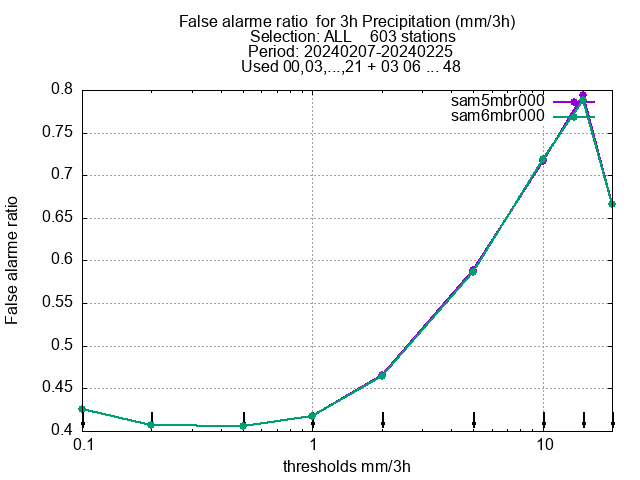 False alarme ratio  for 3h Precipitation (mm/3h)
Selection: ALL    603 stations
Period: 20240207-20240225
Used 00,03,...,21 + 03 06 ... 48
sam5mbr000
sam6mbr000
0.8
0.75
0.7
0.65
0.6
0.55
0.5
0.45
0.4
False alarme ratio
0.1 1 10
thresholds mm/3h